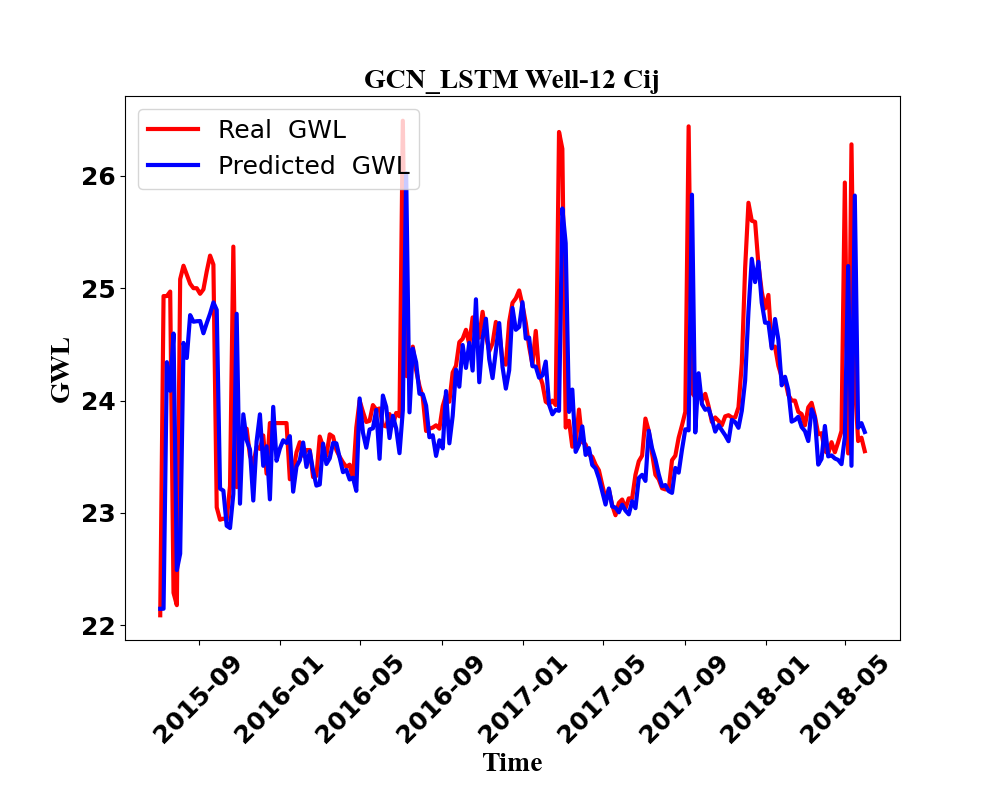 GCN_LSTM Well-12 Cij
Real  GWL
Predicted  GWL
GWL
26
25
24
23
22
2015-09
2016-01
2016-05
2016-09
2017-01
2017-05
2017-09
2018-01
2018-05
Time